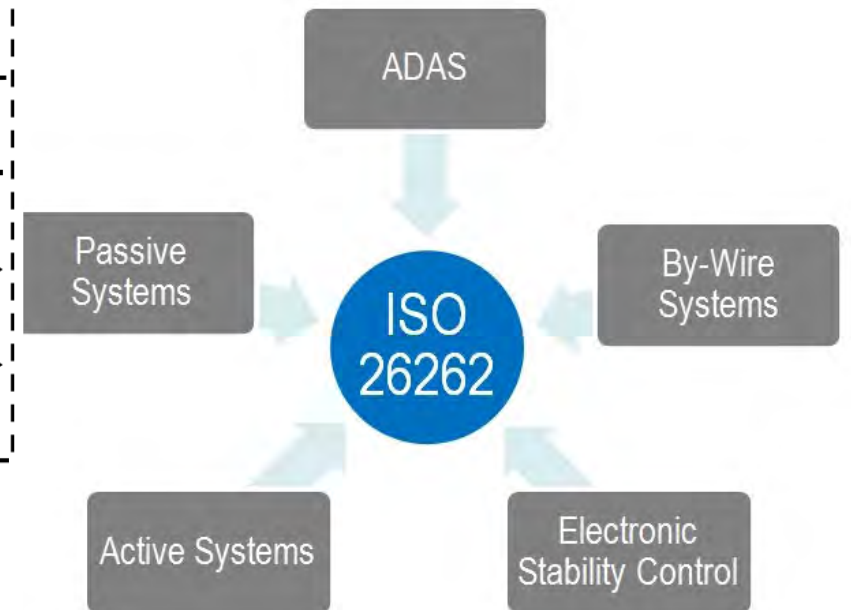 ADAS
Passive
Systems
By-Wire
Systems
ISO
26262
Active Systems
Electronic
Stability Control